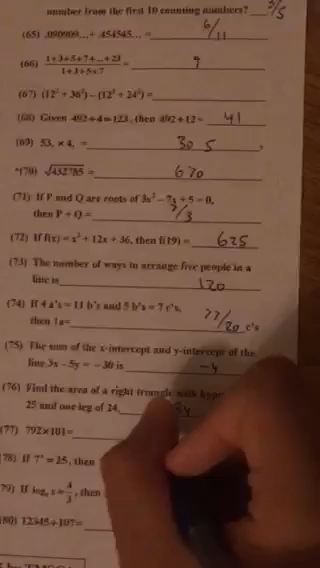 number from the first 10 counting numbers? 3/5
(65) .090909...+ .454545... = 6/11
(66) 1+3+5+7+...+23 / 1+3+5+7 = 9
(67) (12² + 36²) – (12² + 24²) =
(68) Given 492÷4=123, then 492÷12= 41
(69) 53, × 4, = 30 5
*(70) √432785 = 670
(71) If P and Q are roots of 3x² – 7x + 5 = 0,
then P + Q = 7/3
(72) If f(x) = x² + 12x + 36, then f(19) = 625
(73) The number of ways to arrange five people in a
line is 120
(74) If 4 a's = 11 b's and 5 b's = 7 c's,
then 1a= 77/20 c's
(75) The sum of the x-intercept and y-intercept of the
line 3x – 5y = – 30 is -4
(76) Find the area of a right triangle with
25 and one leg of 24,
(77) 792×101=
78) If 7ˣ = 25, then
79) If log x = 4/3, then
80) 12345÷107=